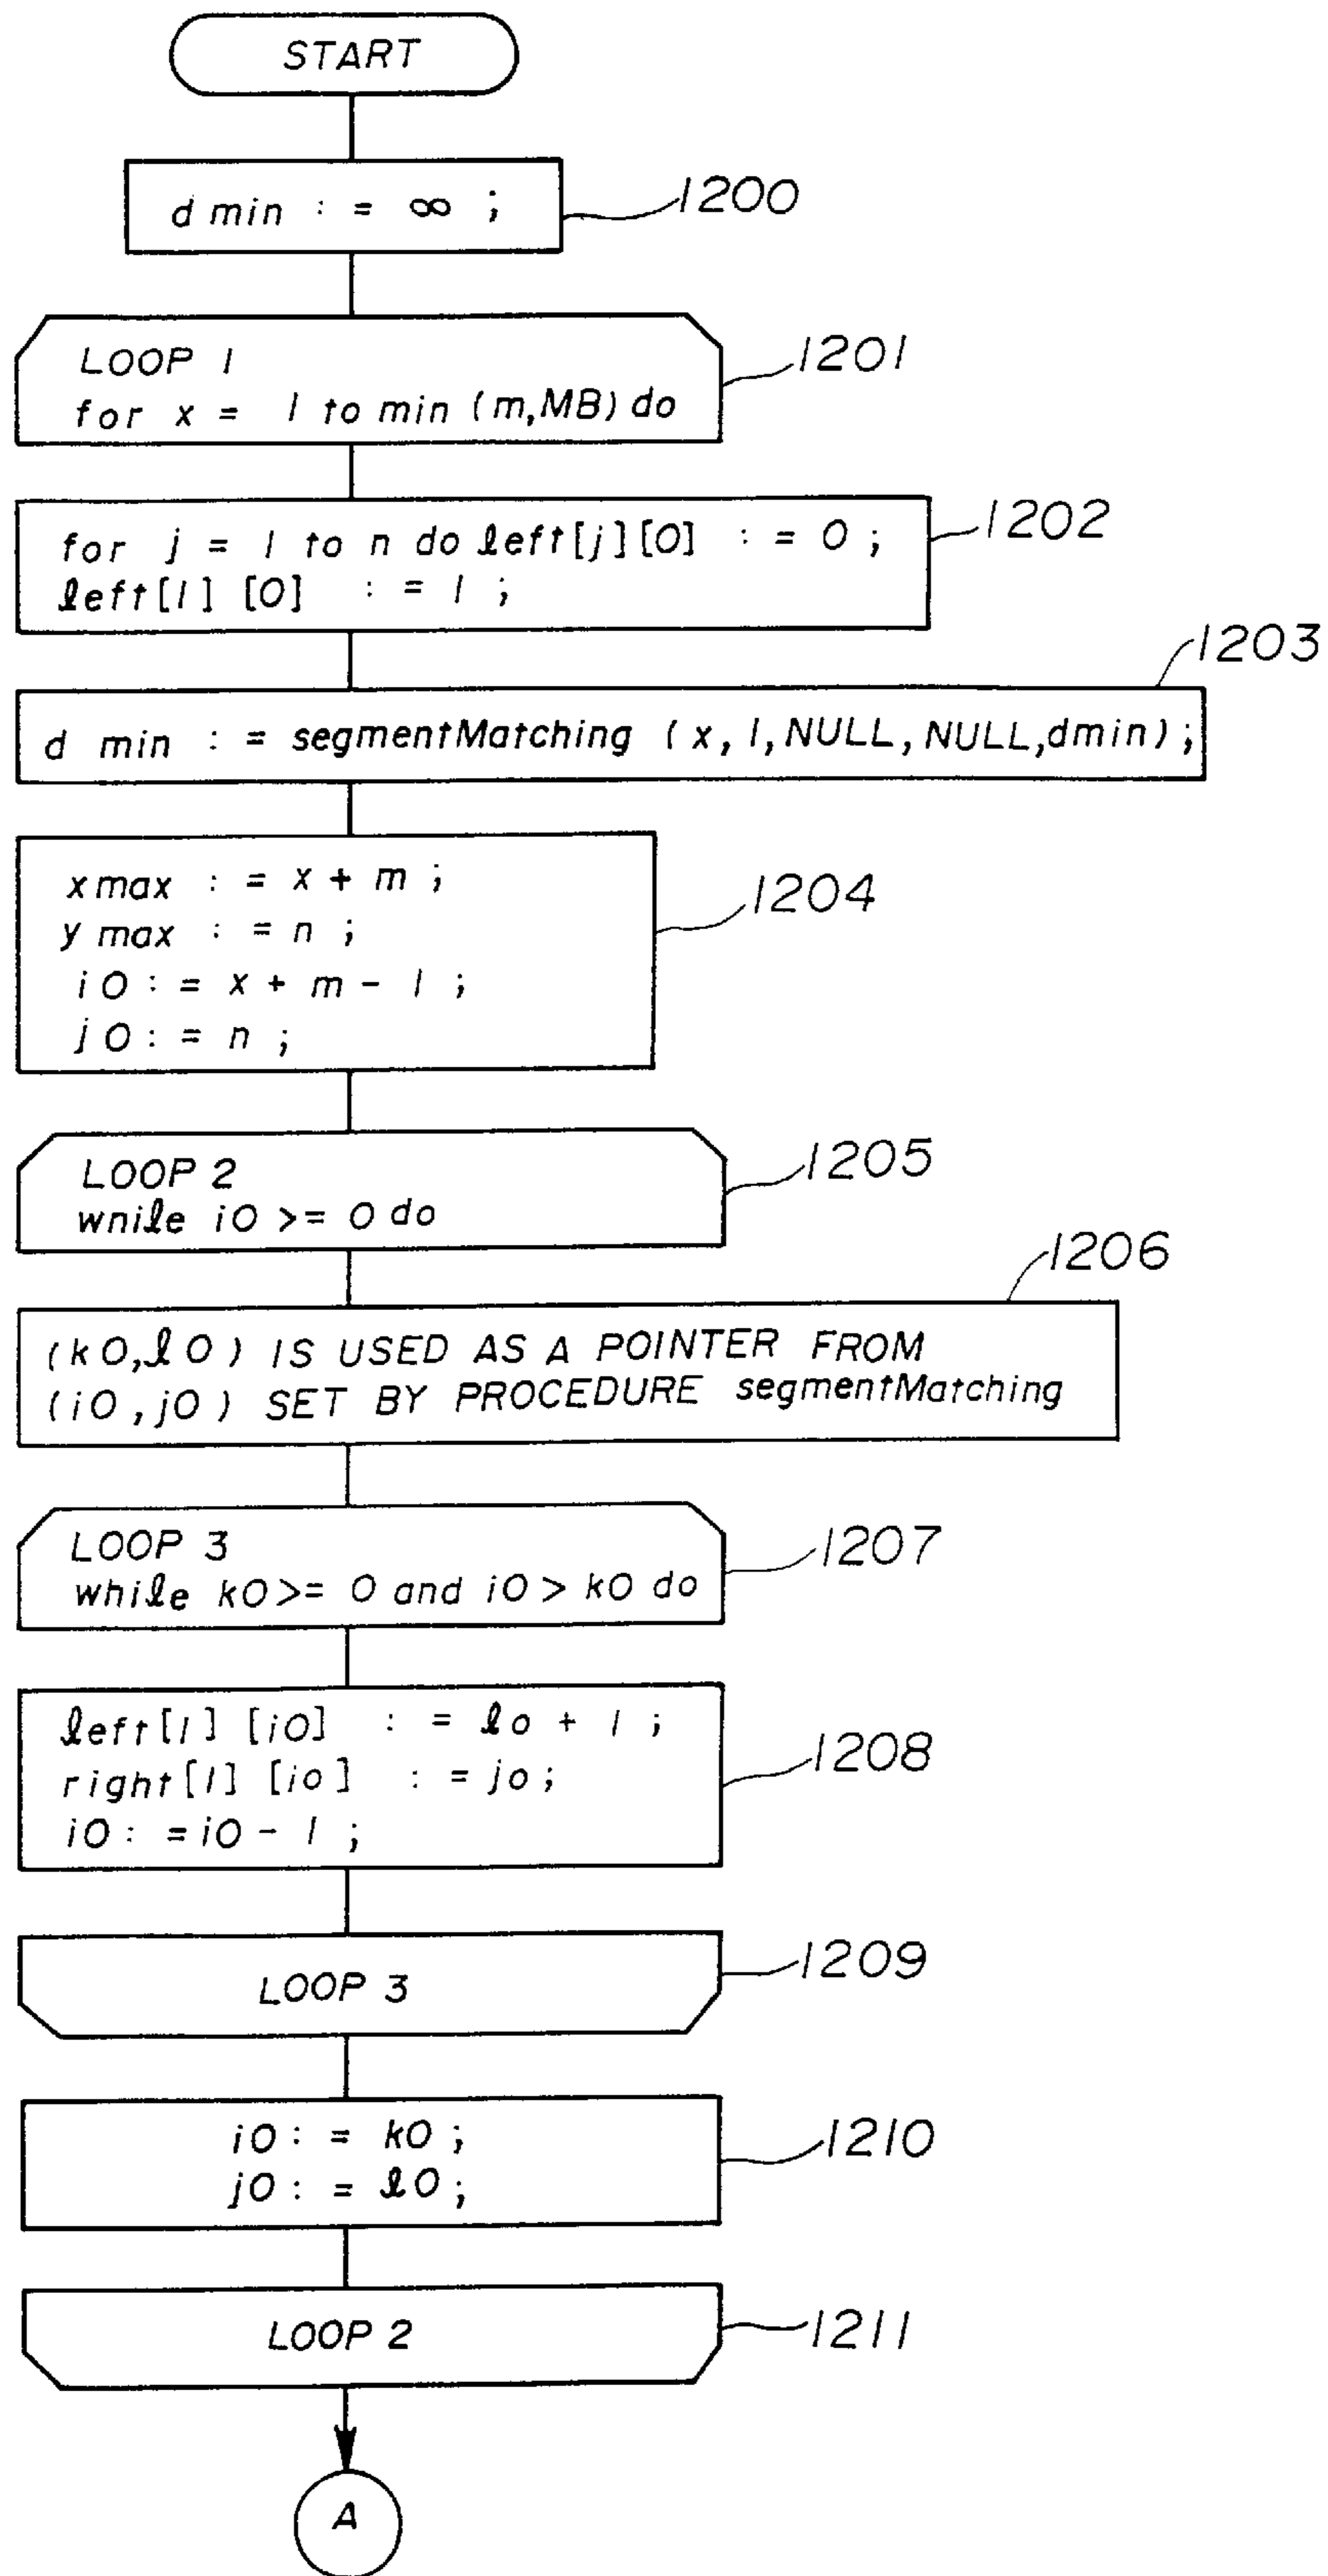 START
d min : = ∞ ;
1200
LOOP 1
for x = 1 to min (m,MB) do
1201
for j = 1 to n do left[j][0] : = 0 ;
left[1] [0] : = 1 ;
1202
1203
d min : = segmentMatching (x, 1, NULL, NULL, dmin) ;
xmax : = x + m ;
y max : = n ;
i0 : = x + m - 1 ;
j0 : = n ;
1204
LOOP 2
wnile i0 >= 0 do
1205
1206
(k0,l0) IS USED AS A POINTER FROM
(i0,j0) SET BY PROCEDURE segmentMatching
LOOP 3
while k0 >= 0 and i0 > k0 do
1207
left[1] [i0] : = lo + 1 ;
right[1] [io] : = jo ;
i0 : = i0 - 1 ;
1208
LOOP 3
1209
i0 : = k0 ;
j0 : = l0 ;
1210
LOOP 2
1211
A